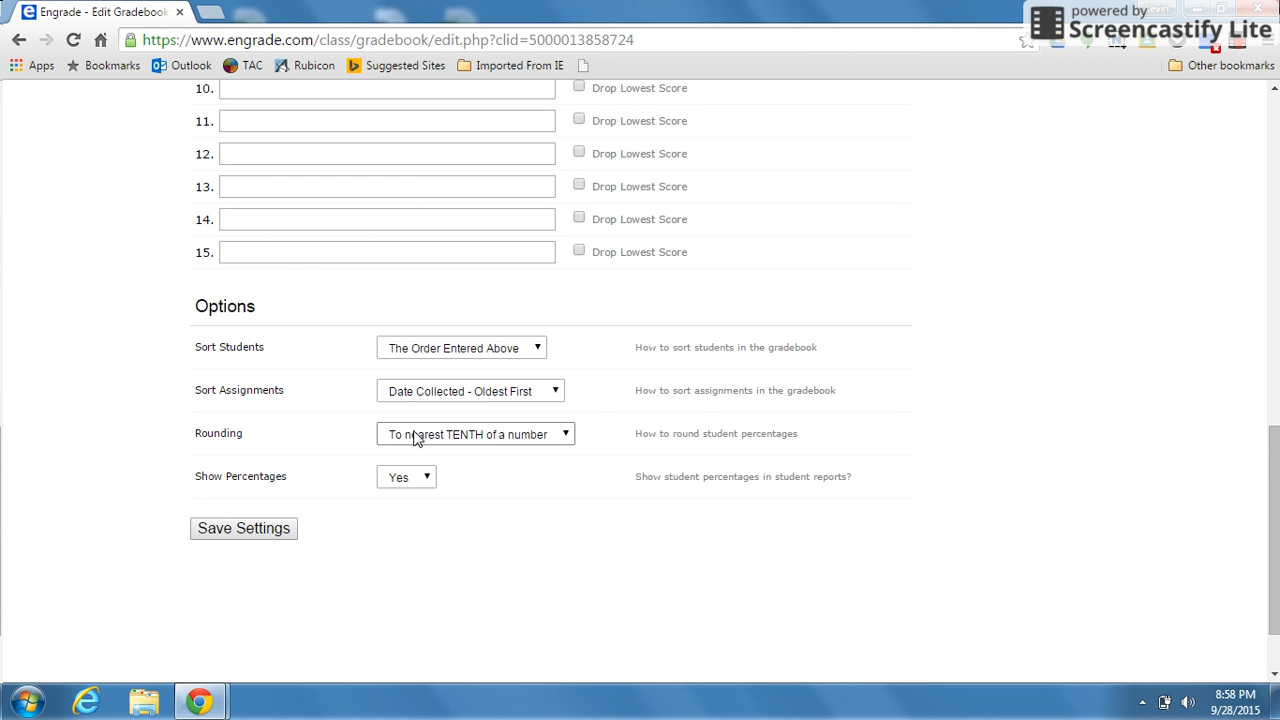 Engrade - Edit Gradebook
powered by
Screencastify Lite
https://www.engrade.com/
5000013858724
Apps Bookmarks Outlook TAC Rubicon Suggested Sites Imported From IE Other bookmarks
10. Drop Lowest Score
11. Drop Lowest Score
12. Drop Lowest Score
13. Drop Lowest Score
14. Drop Lowest Score
15. Drop Lowest Score
Options
Sort Students The Order Entered Above How to sort students in the gradebook
Sort Assignments Date Collected - Oldest First How to sort assignments in the gradebook
Rounding To nearest TENTH of a number How to round student percentages
Show Percentages Yes Show student percentages in student reports?
Save Settings
8:58 PM
9/28/2015